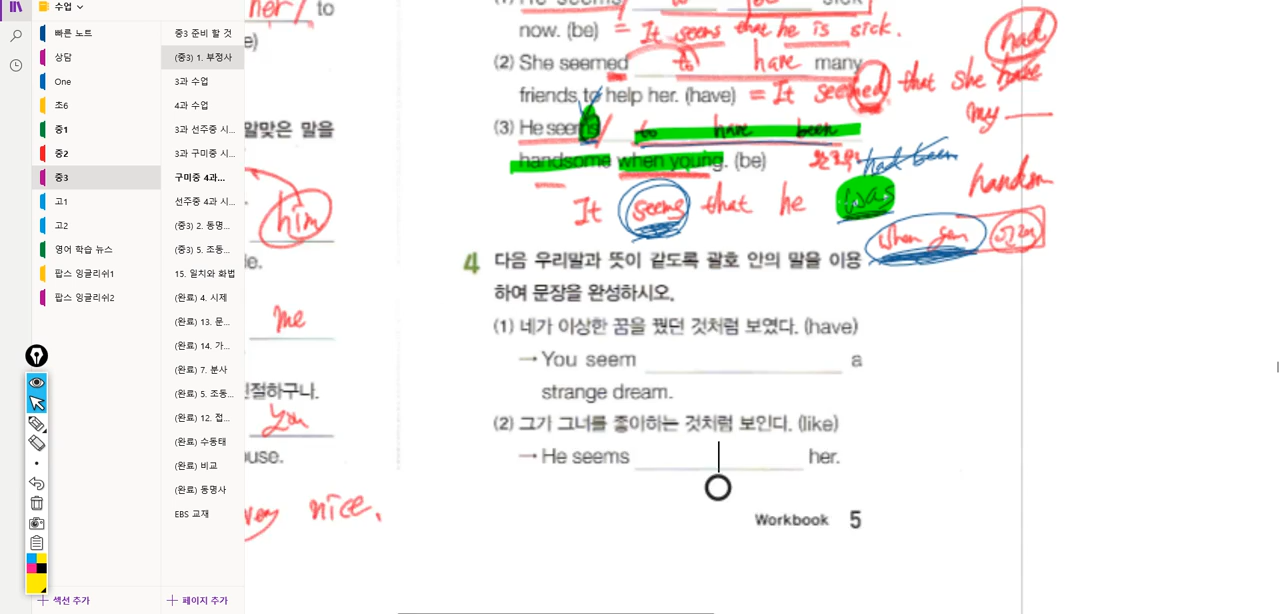 수업
빠른 노트
상담
One
초6
중1
중2
중3
고1
고2
영어 학습 뉴스
팝스 잉글리쉬1
팝스 잉글리쉬2
섹션 추가
중3 준비 할 것
(중3) 1. 부정사
3과 수업
4과 수업
3과 선주중 시...
3과 구미중 시...
구미중 4과...
선주중 4과 시...
(중3) 2. 동명...
(중3) 5. 조동...
15. 일치와 화법
(완료) 4. 시제
(완료) 13. 문...
(완료) 14. 가...
(완료) 7. 분사
(완료) 5. 조동...
(완료) 12. 접...
(완료) 수동태
(완료) 비교
(완료) 동명사
EBS 교재
페이지 추가
her / to
e)
알맞은 말을
him
le.
me
친절하구나.
you
use.
very nice.
now. (be) = It seems that he is sick.
(2) She seemed to have many
friends to help her. (have) = It seemed that she have had
my
(3) He seems / to have been
handsome when young. (be)
had been
It seems that he was handsom
4 다음 우리말과 뜻이 같도록 괄호 안의 말을 이용
하여 문장을 완성하시오.
(1) 네가 이상한 꿈을 꿨던 것처럼 보였다. (have)
→ You seem a
strange dream.
(2) 그가 그녀를 좋아하는 것처럼 보인다. (like)
→ He seems her.
Workbook 5